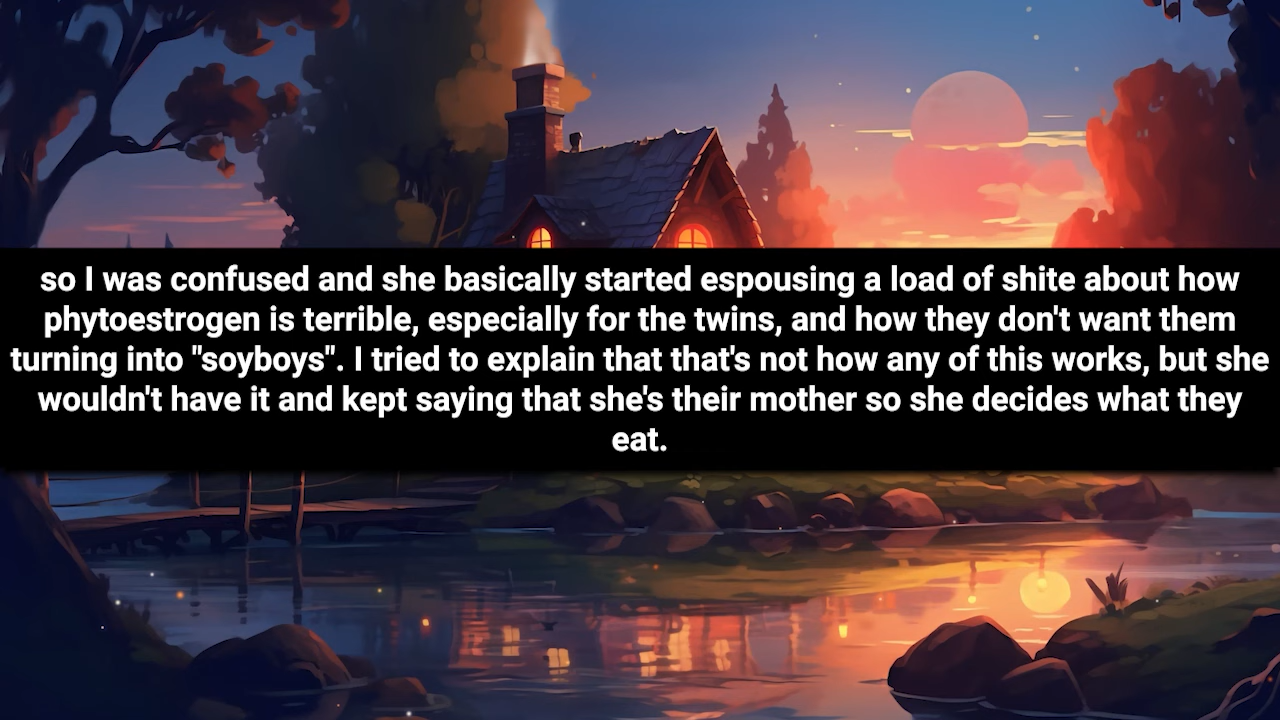 so I was confused and she basically started espousing a load of shite about how
phytoestrogen is terrible, especially for the twins, and how they don't want them
turning into "soyboys". I tried to explain that that's not how any of this works, but she
wouldn't have it and kept saying that she's their mother so she decides what they
eat.